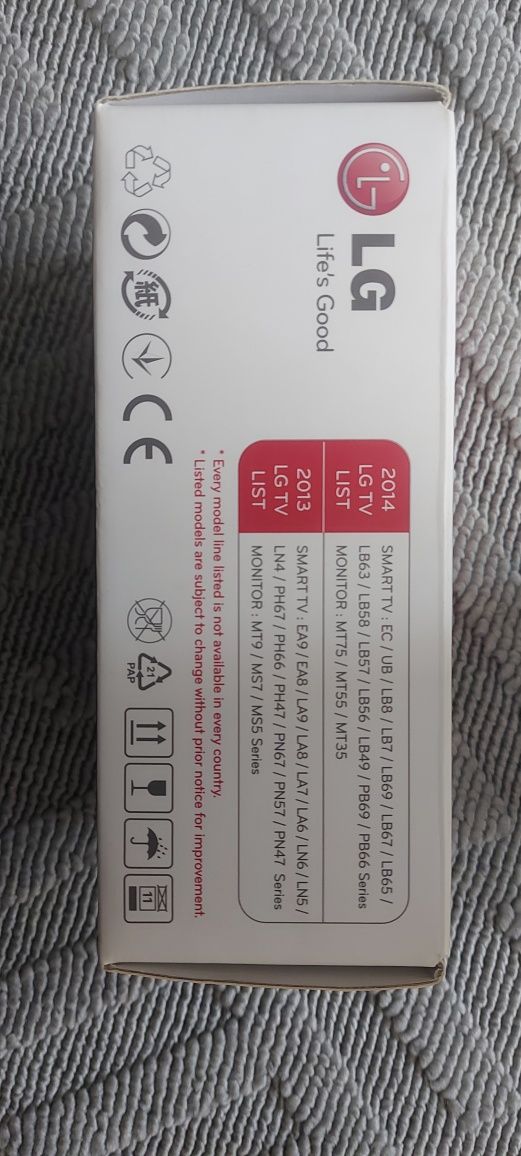 LG
LG
Life's Good
2014
LG TV
LIST
SMART TV : EC / UB / LB8 / LB7 / LB69 / LB67 / LB65 /
LB63 / LB58 / LB57 / LB56 / LB49 / PB69 / PB66 Series
MONITOR : MT75 / MT55 / MT35
2013
LG TV
LIST
SMART TV : EA9 / EA8 / LA9 / LA8 / LA7 / LA6 / LN6 / LN5 /
LN4 / PH67 / PH66 / PH47 / PN67 / PN57 / PN47 Series
MONITOR : MT9 / MS7 / MS5 Series
* Every model line listed is not available in every country.
* Listed models are subject to change without prior notice for improvement.
紙
CE
21
PAP
11